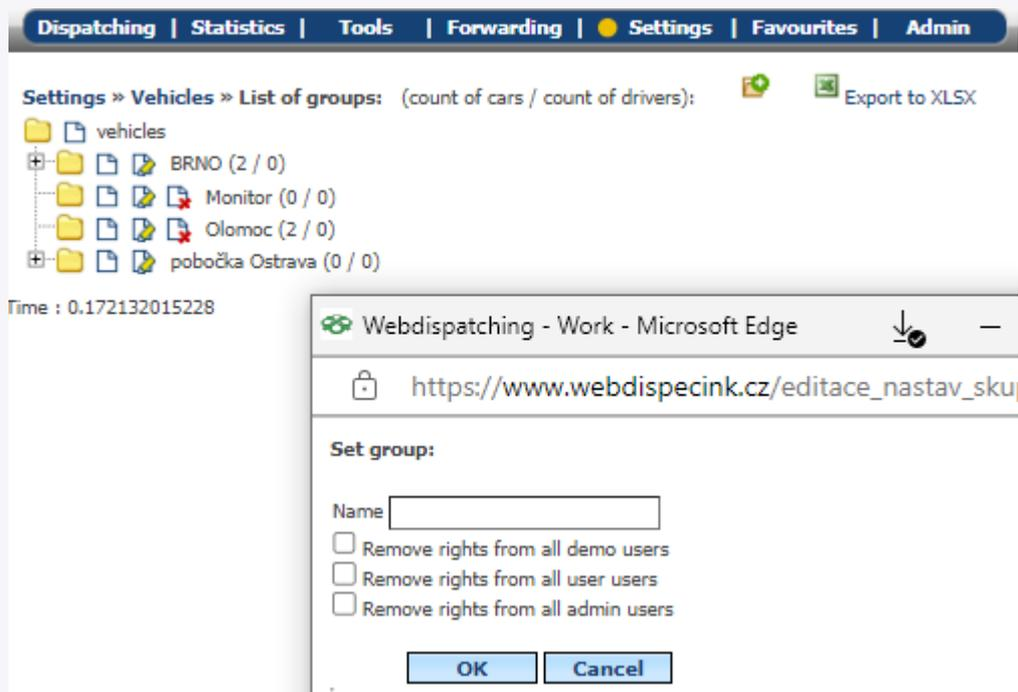 Dispatching | Statistics | Tools | Forwarding | Settings | Favourites | Admin
Settings » Vehicles » List of groups: (count of cars / count of drivers): Export to XLSX
vehicles
BRNO (2 / 0)
Monitor (0 / 0)
Olomoc (2 / 0)
pobočka Ostrava (0 / 0)
Time : 0.172132015228
Webdispatching - Work - Microsoft Edge
https://www.webdispecink.cz/editace_nastav_sku
Set group:
Name
Remove rights from all demo users
Remove rights from all user users
Remove rights from all admin users
OK Cancel